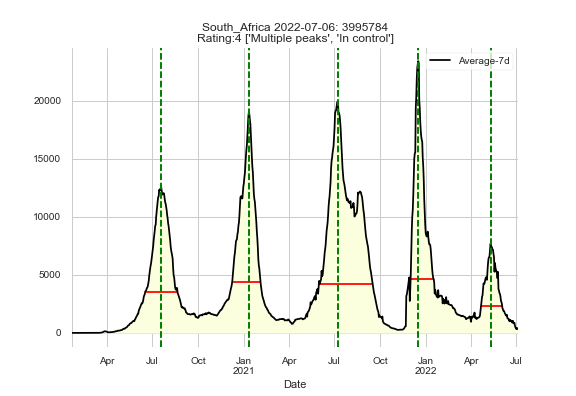 South_Africa 2022-07-06: 3995784
Rating:4 ['Multiple peaks', 'In control']
Average-7d
20000
15000
10000
5000
0
Apr Jul Oct Jan Apr Jul Oct Jan Apr Jul
2021 2022
Date